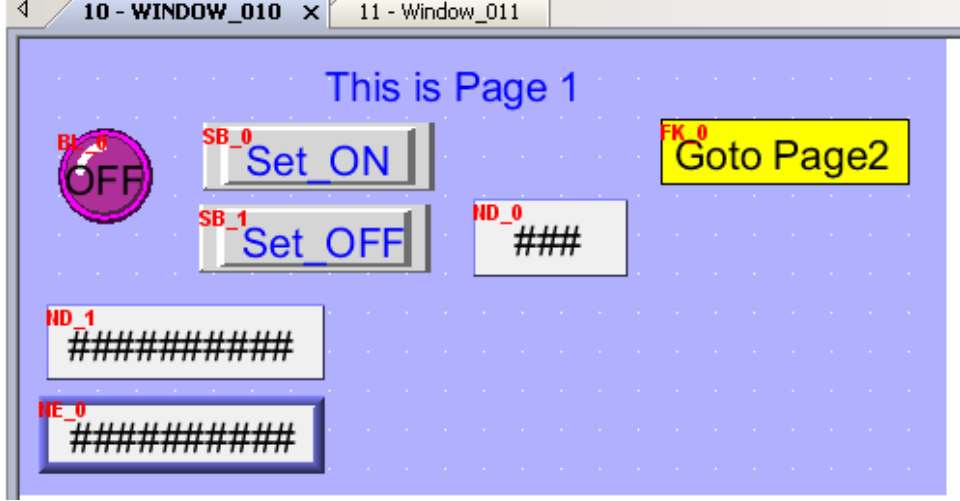 10 - WINDOW_010 x 11 - Window_011
This is Page 1
BL_0
OFF
SB_0
Set_ON
FK_0
Goto Page2
SB_1
Set_OFF
ND_0
###
ND_1
##########
NE_0
##########